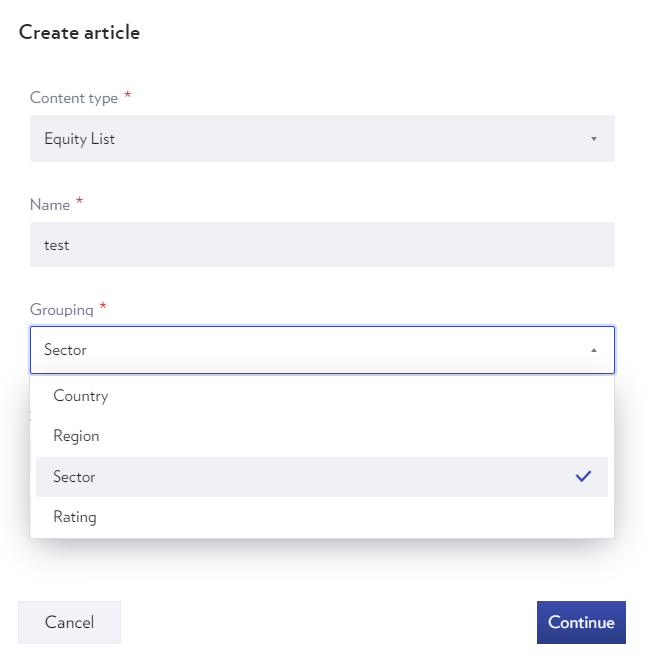 Create article
Content type *
Equity List
Name *
test
Grouping *
Sector
Country
Region
Sector
Rating
Cancel
Continue